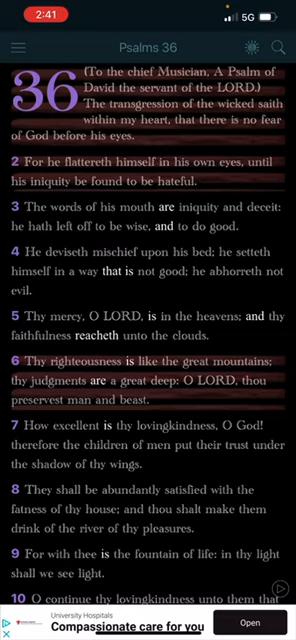 2:41
5G
Psalms 36
36 (To the chief Musician, A Psalm of
David the servant of the LORD.)
The transgression of the wicked saith
within my heart, that there is no fear
of God before his eyes.
2 For he flattereth himself in his own eyes, until
his iniquity be found to be hateful.
3 The words of his mouth are iniquity and deceit:
he hath left off to be wise, and to do good.
4 He deviseth mischief upon his bed; he setteth
himself in a way that is not good; he abhorreth not
evil.
5 Thy mercy, O LORD, is in the heavens; and thy
faithfulness reacheth unto the clouds.
6 Thy righteousness is like the great mountains;
thy judgments are a great deep: O LORD, thou
preservest man and beast.
7 How excellent is thy lovingkindness, O God!
therefore the children of men put their trust under
the shadow of thy wings.
8 They shall be abundantly satisfied with the
fatness of thy house; and thou shalt make them
drink of the river of thy pleasures.
9 For with thee is the fountain of life: in thy light
shall we see light.
10 O continue thy lovingkindness unto them that
University Hospitals
Compassionate care for you
Open